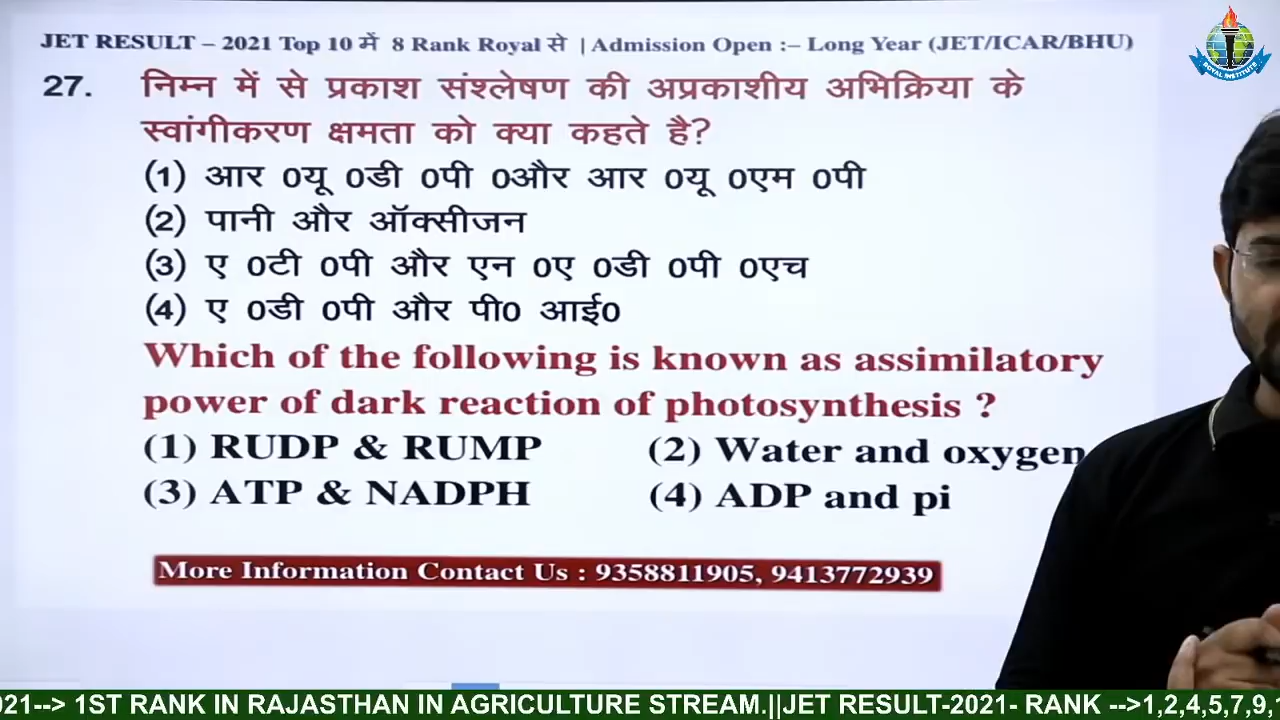 JET RESULT – 2021 Top 10 में 8 Rank Royal से | Admission Open :– Long Year (JET/ICAR/BHU)
ROYAL INSTITUTE
27. निम्न में से प्रकाश संश्लेषण की अप्रकाशीय अभिक्रिया के
स्वांगीकरण क्षमता को क्या कहते है?
(1) आर 0यू 0डी 0पी 0और आर 0यू 0एम 0पी
(2) पानी और ऑक्सीजन
(3) ए 0टी 0पी और एन 0ए 0डी 0पी 0एच
(4) ए 0डी 0पी और पी0 आई0
Which of the following is known as assimilatory
power of dark reaction of photosynthesis ?
(1) RUDP & RUMP (2) Water and oxygen
(3) ATP & NADPH (4) ADP and pi
More Information Contact Us : 9358811905, 9413772939
021--> 1ST RANK IN RAJASTHAN IN AGRICULTURE STREAM.||JET RESULT-2021- RANK -->1,2,4,5,7,9,